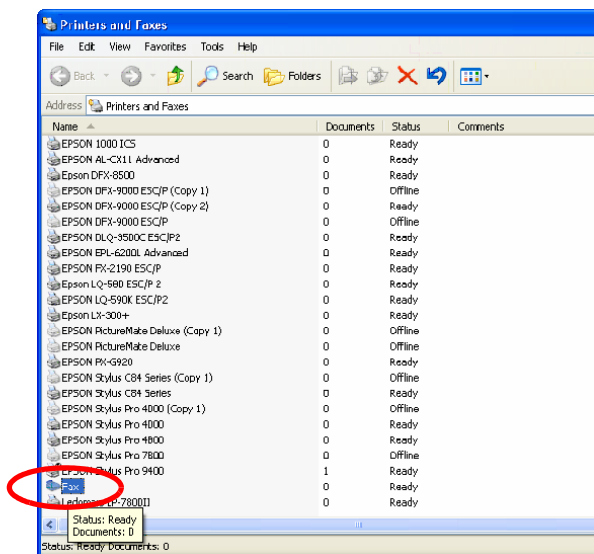 Printers and Faxes
File Edit View Favorites Tools Help
Back Search Folders
Address Printers and Faxes
Name Documents Status Comments
EPSON 1000 ICS 0 Ready
EPSON AL-CX11 Advanced 0 Ready
Epson DFX-8500 0 Ready
EPSON DFX-9000 ESC/P (Copy 1) 0 Offline
EPSON DFX-9000 ESC/P (Copy 2) 0 Ready
EPSON DFX-9000 ESC/P 0 Offline
EPSON DLQ-3500C ESC/P2 0 Ready
EPSON EPL-6200L Advanced 0 Ready
EPSON FX-2190 ESC/P 0 Ready
Epson LQ-580 ESC/P 2 0 Ready
EPSON LQ-590K ESC/P2 0 Ready
Epson LX-300+ 0 Ready
EPSON PictureMate Deluxe (Copy 1) 0 Offline
EPSON PictureMate Deluxe 0 Offline
EPSON PX-G920 0 Ready
EPSON Stylus C84 Series (Copy 1) 0 Offline
EPSON Stylus C84 Series 0 Ready
EPSON Stylus Pro 4000 (Copy 1) 0 Offline
EPSON Stylus Pro 4000 0 Ready
EPSON Stylus Pro 4800 0 Ready
EPSON Stylus Pro 7800 0 Offline
EPSON Stylus Pro 9400 1 Ready
Fax 0 Ready
LP-7800II 0 Ready
Status: Ready
Documents: 0
Status: Ready Documents: 0